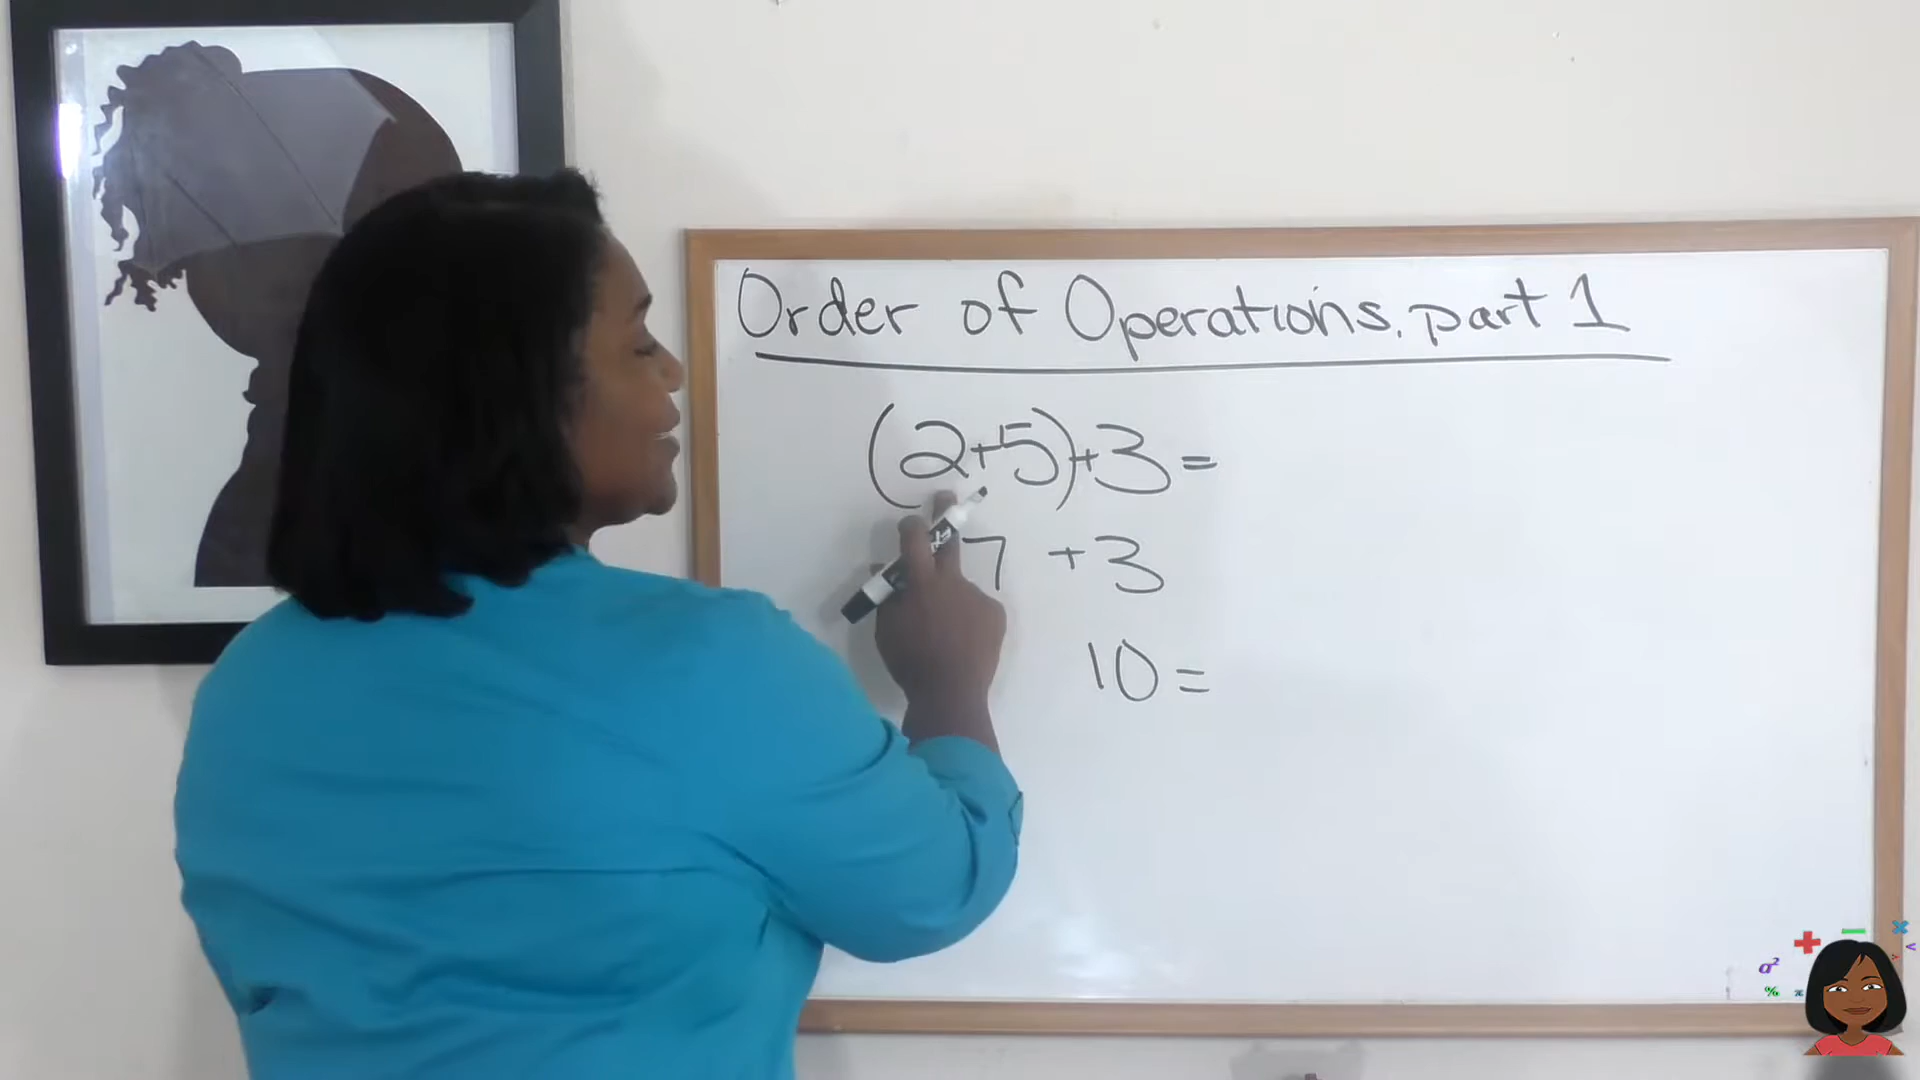 Order of Operations, part 1
(2+5)+3=
7 +3
10=